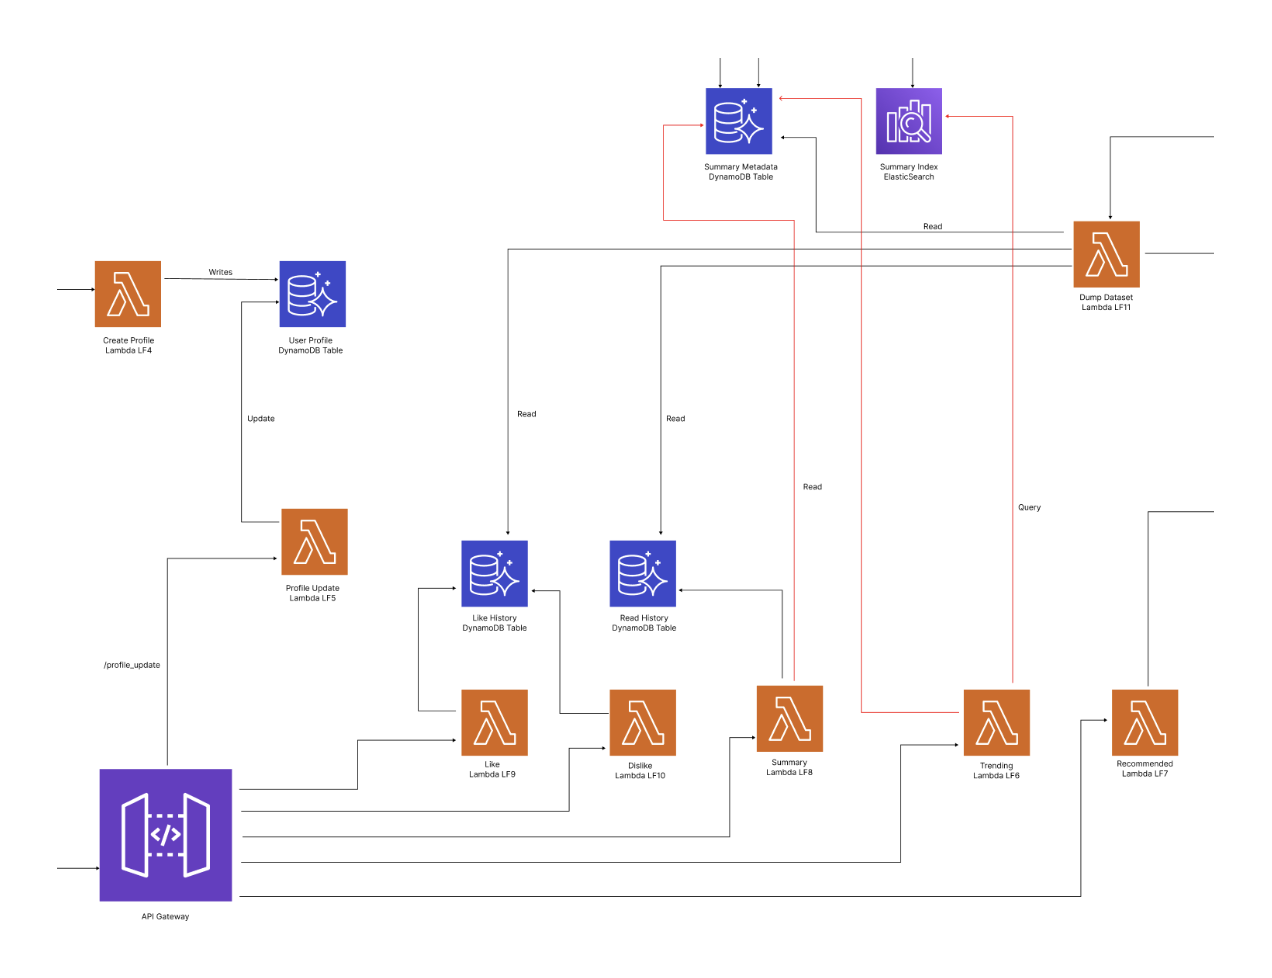 Summary Metadata
DynamoDB Table
Summary Index
ElasticSearch
Read
Writes
Dump Dataset
Lambda LF11
Create Profile
Lambda LF4
User Profile
DynamoDB Table
Update
Read
Read
Read
Query
Profile Update
Lambda LF5
Like History
DynamoDB Table
Read History
DynamoDB Table
/profile_update
Like
Lambda LF9
Dislike
Lambda LF10
Summary
Lambda LF8
Trending
Lambda LF6
Recommended
Lambda LF7
</>
API Gateway